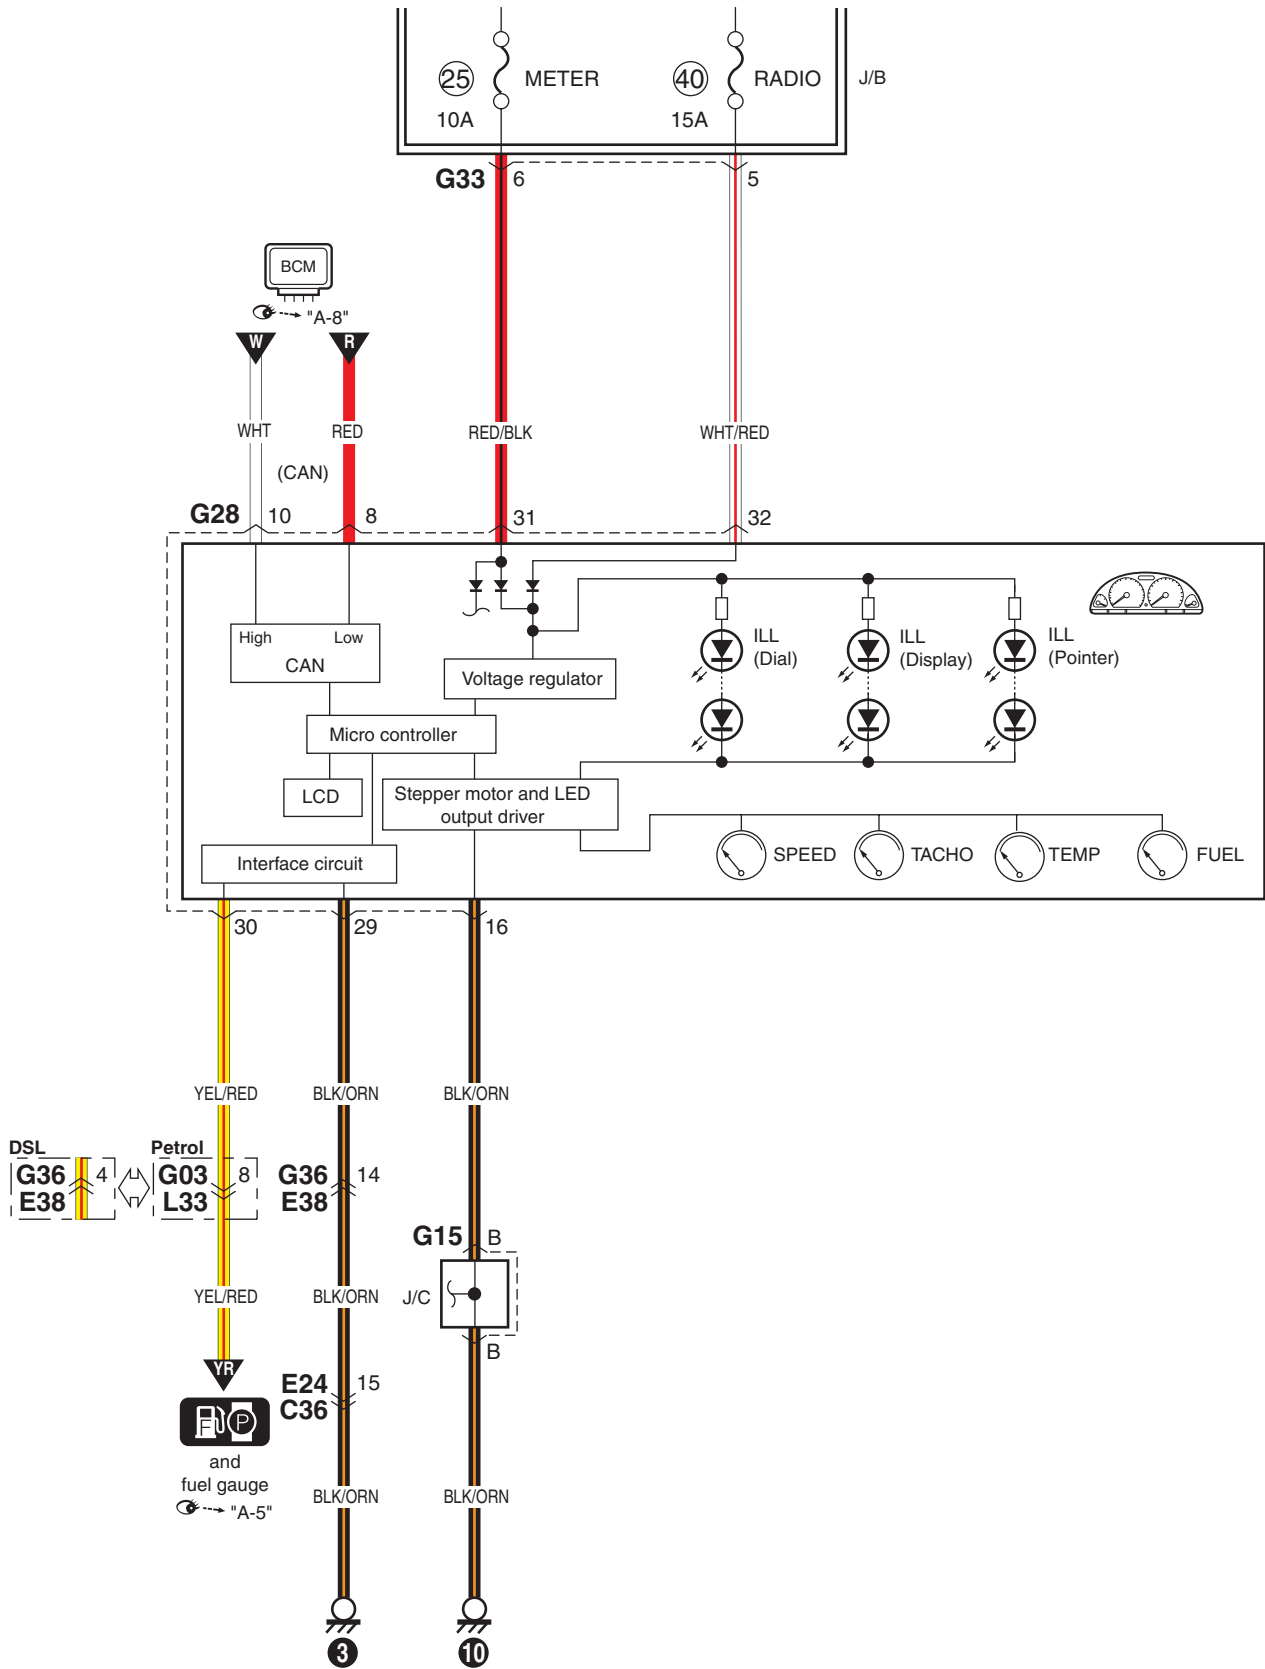 25 METER
10A
40 RADIO
15A
J/B
G33 6 5
BCM
"A-8"
W R
WHT RED RED/BLK WHT/RED
(CAN)
G28 10 8 31 32
High Low
CAN
Voltage regulator
ILL
(Dial)
ILL
(Display)
ILL
(Pointer)
Micro controller
LCD
Stepper motor and LED
output driver
Interface circuit
SPEED TACHO TEMP FUEL
30 29 16
YEL/RED BLK/ORN BLK/ORN
DSL
G36 4
E38
Petrol
G03 8
L33
G36 14
E38
G15 B
J/C
B
YEL/RED BLK/ORN
YR
F P
and
fuel gauge
"A-5"
E24 15
C36
BLK/ORN BLK/ORN
3 10